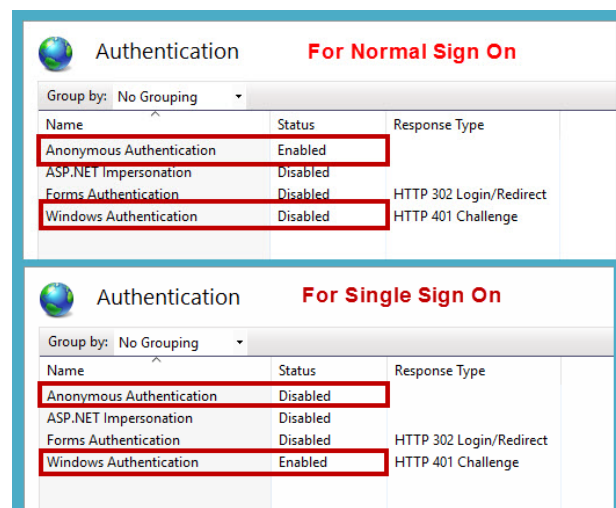 Authentication For Normal Sign On
Group by: No Grouping
Name Status Response Type
Anonymous Authentication Enabled
ASP.NET Impersonation Disabled
Forms Authentication Disabled HTTP 302 Login/Redirect
Windows Authentication Disabled HTTP 401 Challenge
Authentication For Single Sign On
Group by: No Grouping
Name Status Response Type
Anonymous Authentication Disabled
ASP.NET Impersonation Disabled
Forms Authentication Disabled HTTP 302 Login/Redirect
Windows Authentication Enabled HTTP 401 Challenge